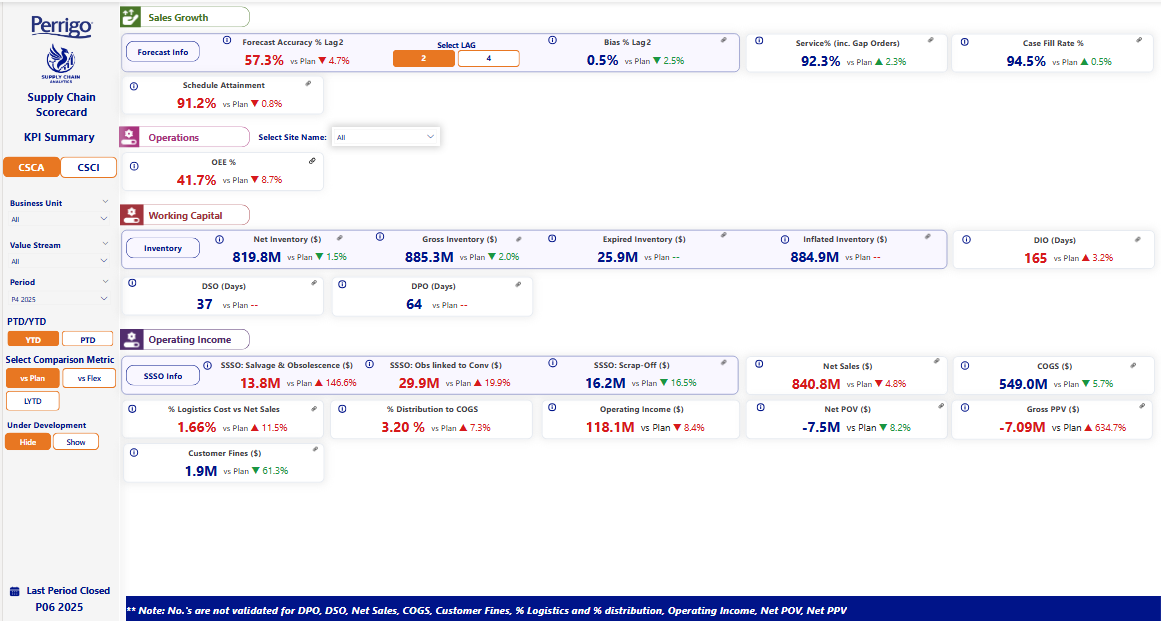 Perrigo
SUPPLY CHAIN
ANALYTICS
Supply Chain
Scorecard
KPI Summary
CSCA CSCI
Business Unit
All
Value Stream
All
Period
P4 2025
PTD/YTD
YTD PTD
Select Comparison Metric
vs Plan vs Flex
LYTD
Under Development
Hide Show
Last Period Closed
P06 2025
Sales Growth
Forecast Info
Forecast Accuracy % Lag2
57.3% vs Plan ▼ 4.7%
Select LAG
2 4
Bias % Lag2
0.5% vs Plan ▼ 2.5%
Service% (inc. Gap Orders)
92.3% vs Plan ▲ 2.3%
Case Fill Rate %
94.5% vs Plan ▲ 0.5%
Schedule Attainment
91.2% vs Plan ▼ 0.8%
Operations
Select Site Name: All
OEE %
41.7% vs Plan ▼ 8.7%
Working Capital
Inventory
Net Inventory ($)
819.8M vs Plan ▼ 1.5%
Gross Inventory ($)
885.3M vs Plan ▼ 2.0%
Expired Inventory ($)
25.9M vs Plan --
Inflated Inventory ($)
884.9M vs Plan --
DIO (Days)
165 vs Plan ▲ 3.2%
DSO (Days)
37 vs Plan --
DPO (Days)
64 vs Plan --
Operating Income
SSSO Info
SSSO: Salvage & Obsolescence ($)
13.8M vs Plan ▲ 146.6%
SSSO: Obs linked to Conv ($)
29.9M vs Plan ▲ 19.9%
SSSO: Scrap-Off ($)
16.2M vs Plan ▼ 16.5%
Net Sales ($)
840.8M vs Plan ▼ 4.8%
COGS ($)
549.0M vs Plan ▼ 5.7%
% Logistics Cost vs Net Sales
1.66% vs Plan ▲ 11.5%
% Distribution to COGS
3.20 % vs Plan ▲ 7.3%
Operating Income ($)
118.1M vs Plan ▼ 8.4%
Net POV ($)
-7.5M vs Plan ▼ 8.2%
Gross PPV ($)
-7.09M vs Plan ▲ 634.7%
Customer Fines ($)
1.9M vs Plan ▼ 61.3%
** Note: No.'s are not validated for DPO, DSO, Net Sales, COGS, Customer Fines, % Logistics and % distribution, Operating Income, Net POV, Net PPV